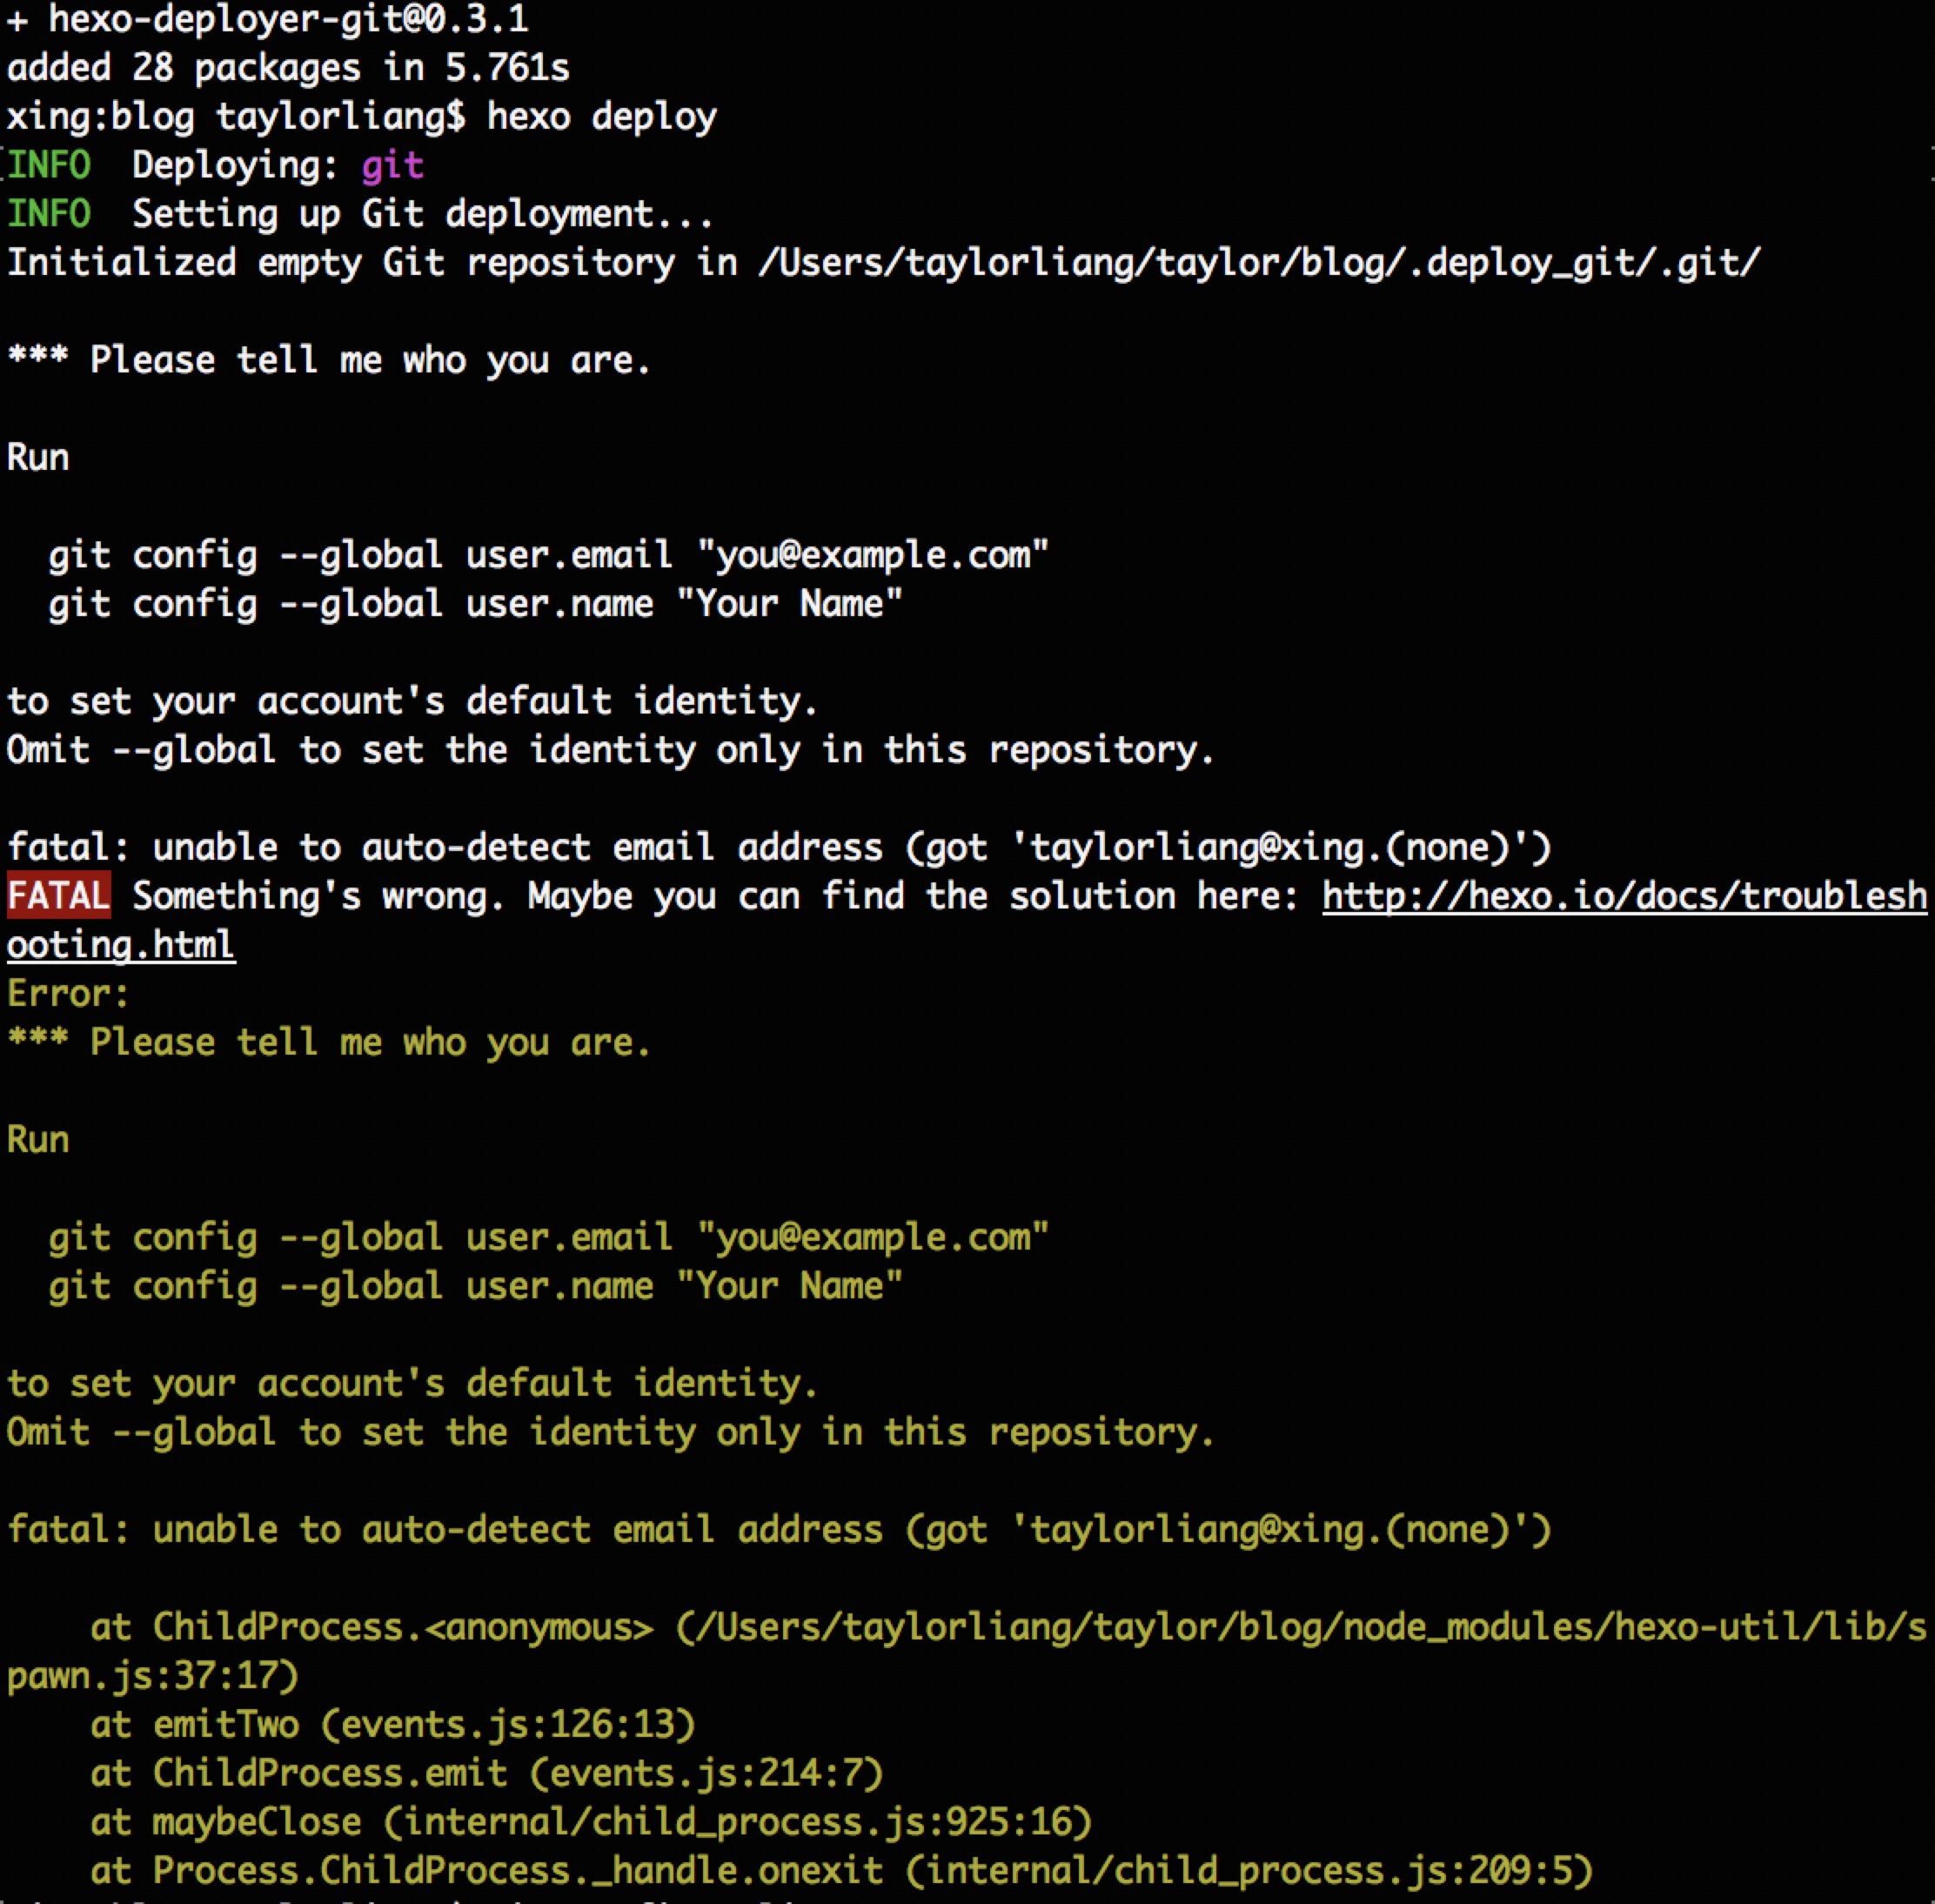 + hexo-deployer-git@0.3.1
added 28 packages in 5.761s
xing:blog taylorliang$ hexo deploy
INFO  Deploying: git
INFO  Setting up Git deployment...
Initialized empty Git repository in /Users/taylorliang/taylor/blog/.deploy_git/.git/
*** Please tell me who you are.
Run
  git config --global user.email "you@example.com"
  git config --global user.name "Your Name"
to set your account's default identity.
Omit --global to set the identity only in this repository.
fatal: unable to auto-detect email address (got 'taylorliang@xing.(none)')
FATAL Something's wrong. Maybe you can find the solution here: http://hexo.io/docs/troublesh
ooting.html
Error:
*** Please tell me who you are.
Run
  git config --global user.email "you@example.com"
  git config --global user.name "Your Name"
to set your account's default identity.
Omit --global to set the identity only in this repository.
fatal: unable to auto-detect email address (got 'taylorliang@xing.(none)')
    at ChildProcess.<anonymous> (/Users/taylorliang/taylor/blog/node_modules/hexo-util/lib/s
pawn.js:37:17)
    at emitTwo (events.js:126:13)
    at ChildProcess.emit (events.js:214:7)
    at maybeClose (internal/child_process.js:925:16)
    at Process.ChildProcess._handle.onexit (internal/child_process.js:209:5)